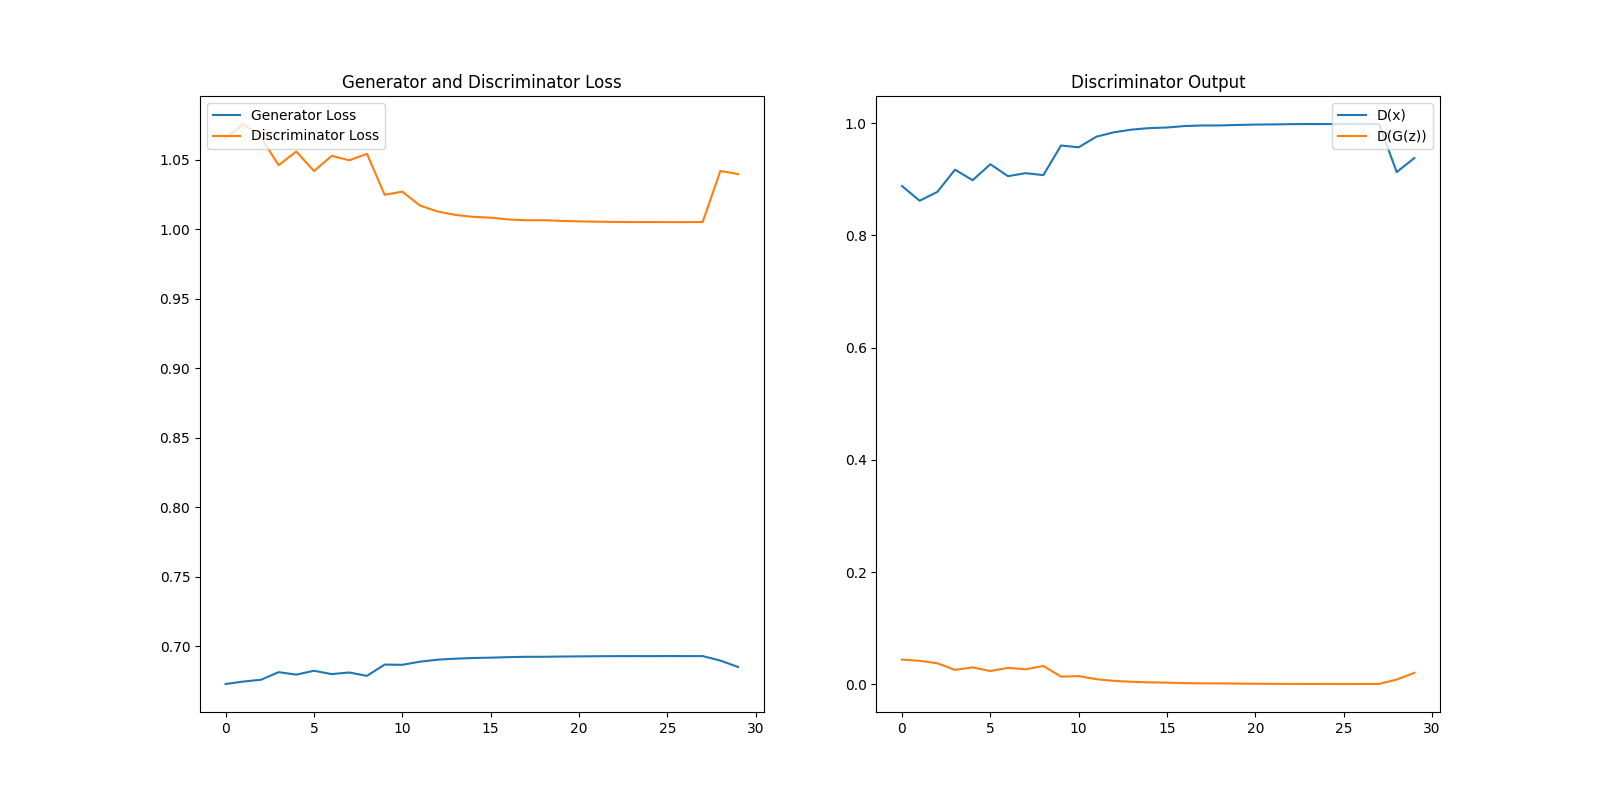 Generator and Discriminator Loss
Generator Loss
Discriminator Loss
1.05
1.00
0.95
0.90
0.85
0.80
0.75
0.70
0 5 10 15 20 25 30
Discriminator Output
D(x)
D(G(z))
1.0
0.8
0.6
0.4
0.2
0.0
0 5 10 15 20 25 30